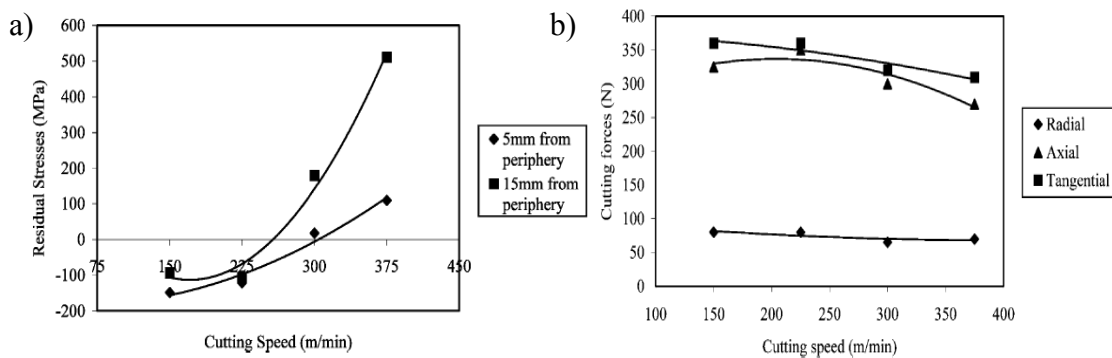 a)
600
500
400
300
200
100
0
-100
-200
75 150 225 300 375 450
Residual Stresses (MPa)
Cutting Speed (m/min)
5mm from
periphery
15mm from
periphery
b)
400
350
300
250
200
150
100
50
0
100 150 200 250 300 350 400
Cutting forces (N)
Cutting speed (m/min)
Radial
Axial
Tangential